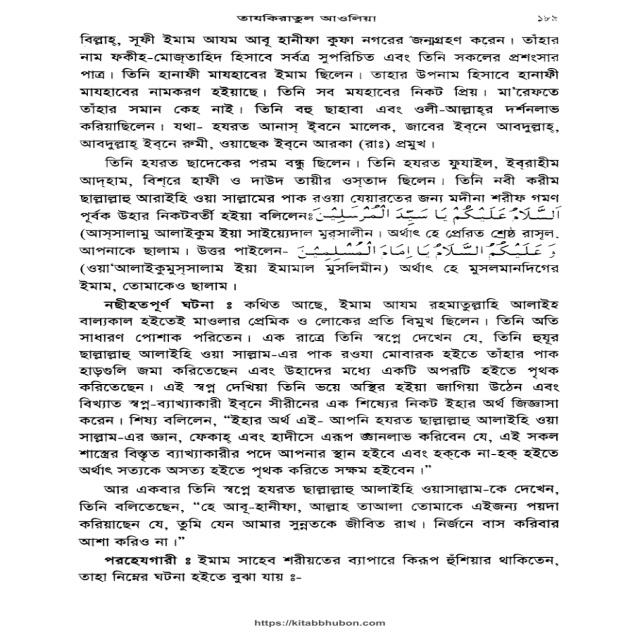 তাযকিরাতুল আওলিয়া ১৮৯
বিল্লাহ্, সূফী ইমাম আযম আবূ হানীফা কুফা নগরের জন্মগ্রহণ করেন। তাঁহার
নাম ফকীহ-মোজ্তাহিদ হিসাবে সর্বত্র সুপরিচিত এবং তিনি সকলের প্রশংসার
পাত্র। তিনি হানাফী মাযহাবের ইমাম ছিলেন। তাহার উপনাম হিসাবে হানাফী
মাযহাবের নামকরণ হইয়াছে। তিনি সব মযহাবের নিকট প্রিয়। মা'রেফতে
তাঁহার সমান কেহ নাই। তিনি বহু ছাহাবা এবং ওলী-আল্লাহ্‌র দর্শনলাভ
করিয়াছিলেন। যথা- হযরত আনাস্ ইবনে মালেক, জাবের ইব্‌নে আবদুল্লাহ্,
আবদুল্লাহ্ ইব্‌নে রুমী, ওয়াছেক ইব্‌নে আরকা (রাঃ) প্রমুখ।
তিনি হযরত ছাদেকের পরম বন্ধু ছিলেন। তিনি হযরত ফুযাইল, ইব্‌রাহীম
আদ্‌হাম, বিশ্‌রে হাফী ও দাউদ তায়ীর ওস্তাদ ছিলেন। তিনি নবী করীম
ছাল্লাল্লাহু আরাইহি ওয়া সাল্লামের পাক রওয়া যেয়ারতের জন্য মদীনা শরীফ গমণ
পূর্বক উহার নিকটবর্তী হইয়া বলিলেনঃ اَلسَّلَامُ عَلَيْكُمْ يَا سَيِّدَ الْمُرْسَلِيْنَ
(আস্‌সালামু আলাইকুম ইয়া সাইয়্যেদাল মুর্‌সালীন। অর্থাৎ হে প্রেরিত শ্রেষ্ঠ রাসূল.
আপনাকে ছালাম। উত্তর পাইলেন- وَعَلَيْكُمُ السَّلَامُ يَا اِمَامَ الْمُسْلِمِيْنَ
(ওয়া'আলাইকুমুস্‌সালাম ইয়া ইমামাল মুসলিমীন) অর্থাৎ হে মুসলমানদিগের
ইমাম, তোমাকেও ছালাম।
নছীহতপূর্ণ ঘটনা ঃ কথিত আছে, ইমাম আযম রহমাতুল্লাহি আলাইহ
বাল্যকাল হইতেই মাওলার প্রেমিক ও লোকের প্রতি বিমুখ ছিলেন। তিনি অতি
সাধারণ পোশাক পরিতেন। এক রাত্রে তিনি স্বপ্নে দেখেন যে, তিনি হুযূর
ছাল্লাল্লাহু আলাইহি ওয়া সাল্লাম-এর পাক রওযা মোবারক হইতে তাঁহার পাক
হাড়গুলি জমা করিতেছেন এবং উহাদের মধ্যে একটি অপরটি হইতে পৃথক
করিতেছেন। এই স্বপ্ন দেখিয়া তিনি ভয়ে অস্থির হইয়া জাগিয়া উঠেন এবং
বিখ্যাত স্বপ্ন-ব্যাখ্যাকারী ইব্‌নে সীরীনের এক শিষ্যের নিকট ইহার অর্থ জিজ্ঞাসা
করেন। শিষ্য বলিলেন, “ইহার অর্থ এই- আপনি হযরত ছাল্লাল্লাহু আলাইহি ওয়া
সাল্লাম-এর জ্ঞান, ফেকাহ্ এবং হাদীসে এরূপ জ্ঞানলাভ করিবেন যে, এই সকল
শাস্ত্রের বিস্তৃত ব্যাখ্যাকারীর পদে আপনার স্থান হইবে এবং হক্‌কে না-হক্ হইতে
অর্থাৎ সত্যকে অসত্য হইতে পৃথক করিতে সক্ষম হইবেন।”
আর একবার তিনি স্বপ্নে হযরত ছাল্লাল্লাহু আলাইহি ওয়াসাল্লাম-কে দেখেন,
তিনি বলিতেছেন, “হে আবূ-হানীফা, আল্লাহ তাআলা তোমাকে এইজন্য পয়দা
করিয়াছেন যে, তুমি যেন আমার সুন্নতকে জীবিত রাখ। নির্জনে বাস করিবার
আশা করিও না।”
পরহেযগারী ঃ ইমাম সাহেব শরীয়তের ব্যাপারে কিরূপ হুঁশিয়ার থাকিতেন,
তাহা নিম্নের ঘটনা হইতে বুঝা যায় ঃ-
https://kitabbhubon.com